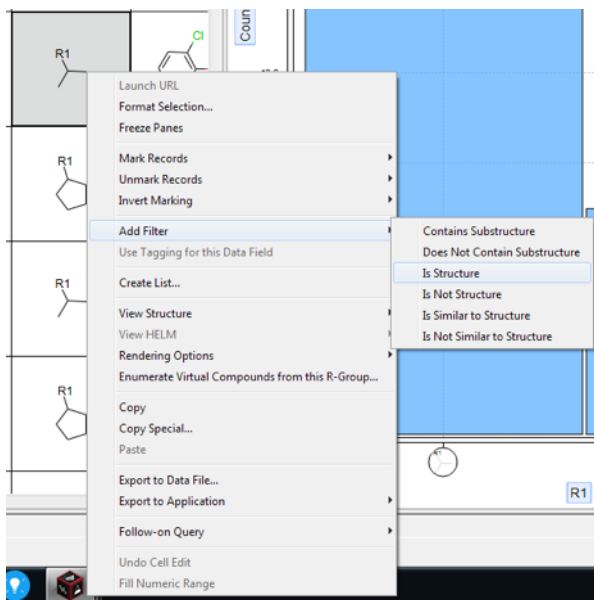 Coun
Cl
R1
Launch URL
Format Selection...
Freeze Panes
R1
Mark Records
Unmark Records
Invert Marking
Add Filter
Contains Substructure
Use Tagging for this Data Field
Does Not Contain Substructure
R1
Create List...
Is Structure
Is Not Structure
View Structure
Is Similar to Structure
View HELM
Is Not Similar to Structure
Rendering Options
Enumerate Virtual Compounds from this R-Group...
R1
Copy
Copy Special...
Paste
R1
Export to Data File...
R1
Export to Application
Follow-on Query
Undo Cell Edit
Fill Numeric Range